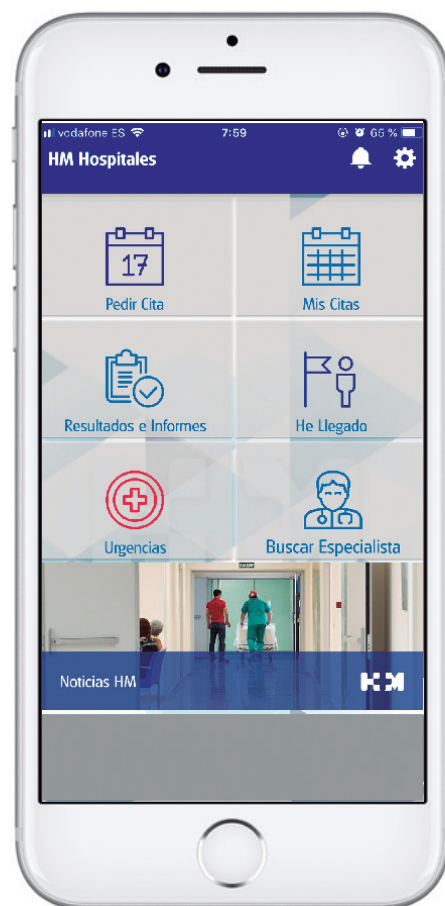 vodafone ES 7:59 65 %
HM Hospitales
17
Pedir Cita
Mis Citas
Resultados e Informes
He Llegado
Urgencias
Buscar Especialista
Noticias HM
HM